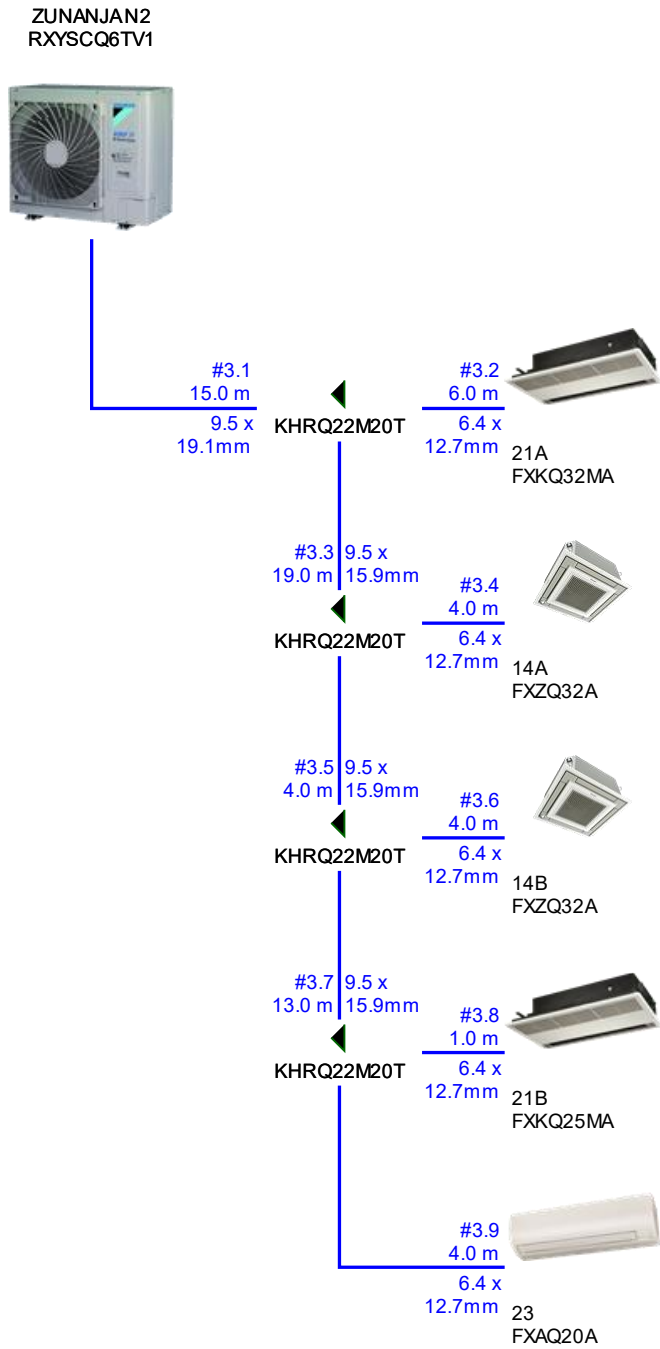 ZUNANJAN2
RXYSCQ6TV1
#3.1
15.0 m
9.5 x
19.1mm
KHRQ22M20T
#3.2
6.0 m
6.4 x
12.7mm
21A
FXKQ32MA
#3.3 9.5 x
19.0 m 15.9mm
KHRQ22M20T
#3.4
4.0 m
6.4 x
12.7mm
14A
FXZQ32A
#3.5 9.5 x
4.0 m 15.9mm
KHRQ22M20T
#3.6
4.0 m
6.4 x
12.7mm
14B
FXZQ32A
#3.7 9.5 x
13.0 m 15.9mm
KHRQ22M20T
#3.8
1.0 m
6.4 x
12.7mm
21B
FXKQ25MA
#3.9
4.0 m
6.4 x
12.7mm
23
FXAQ20A